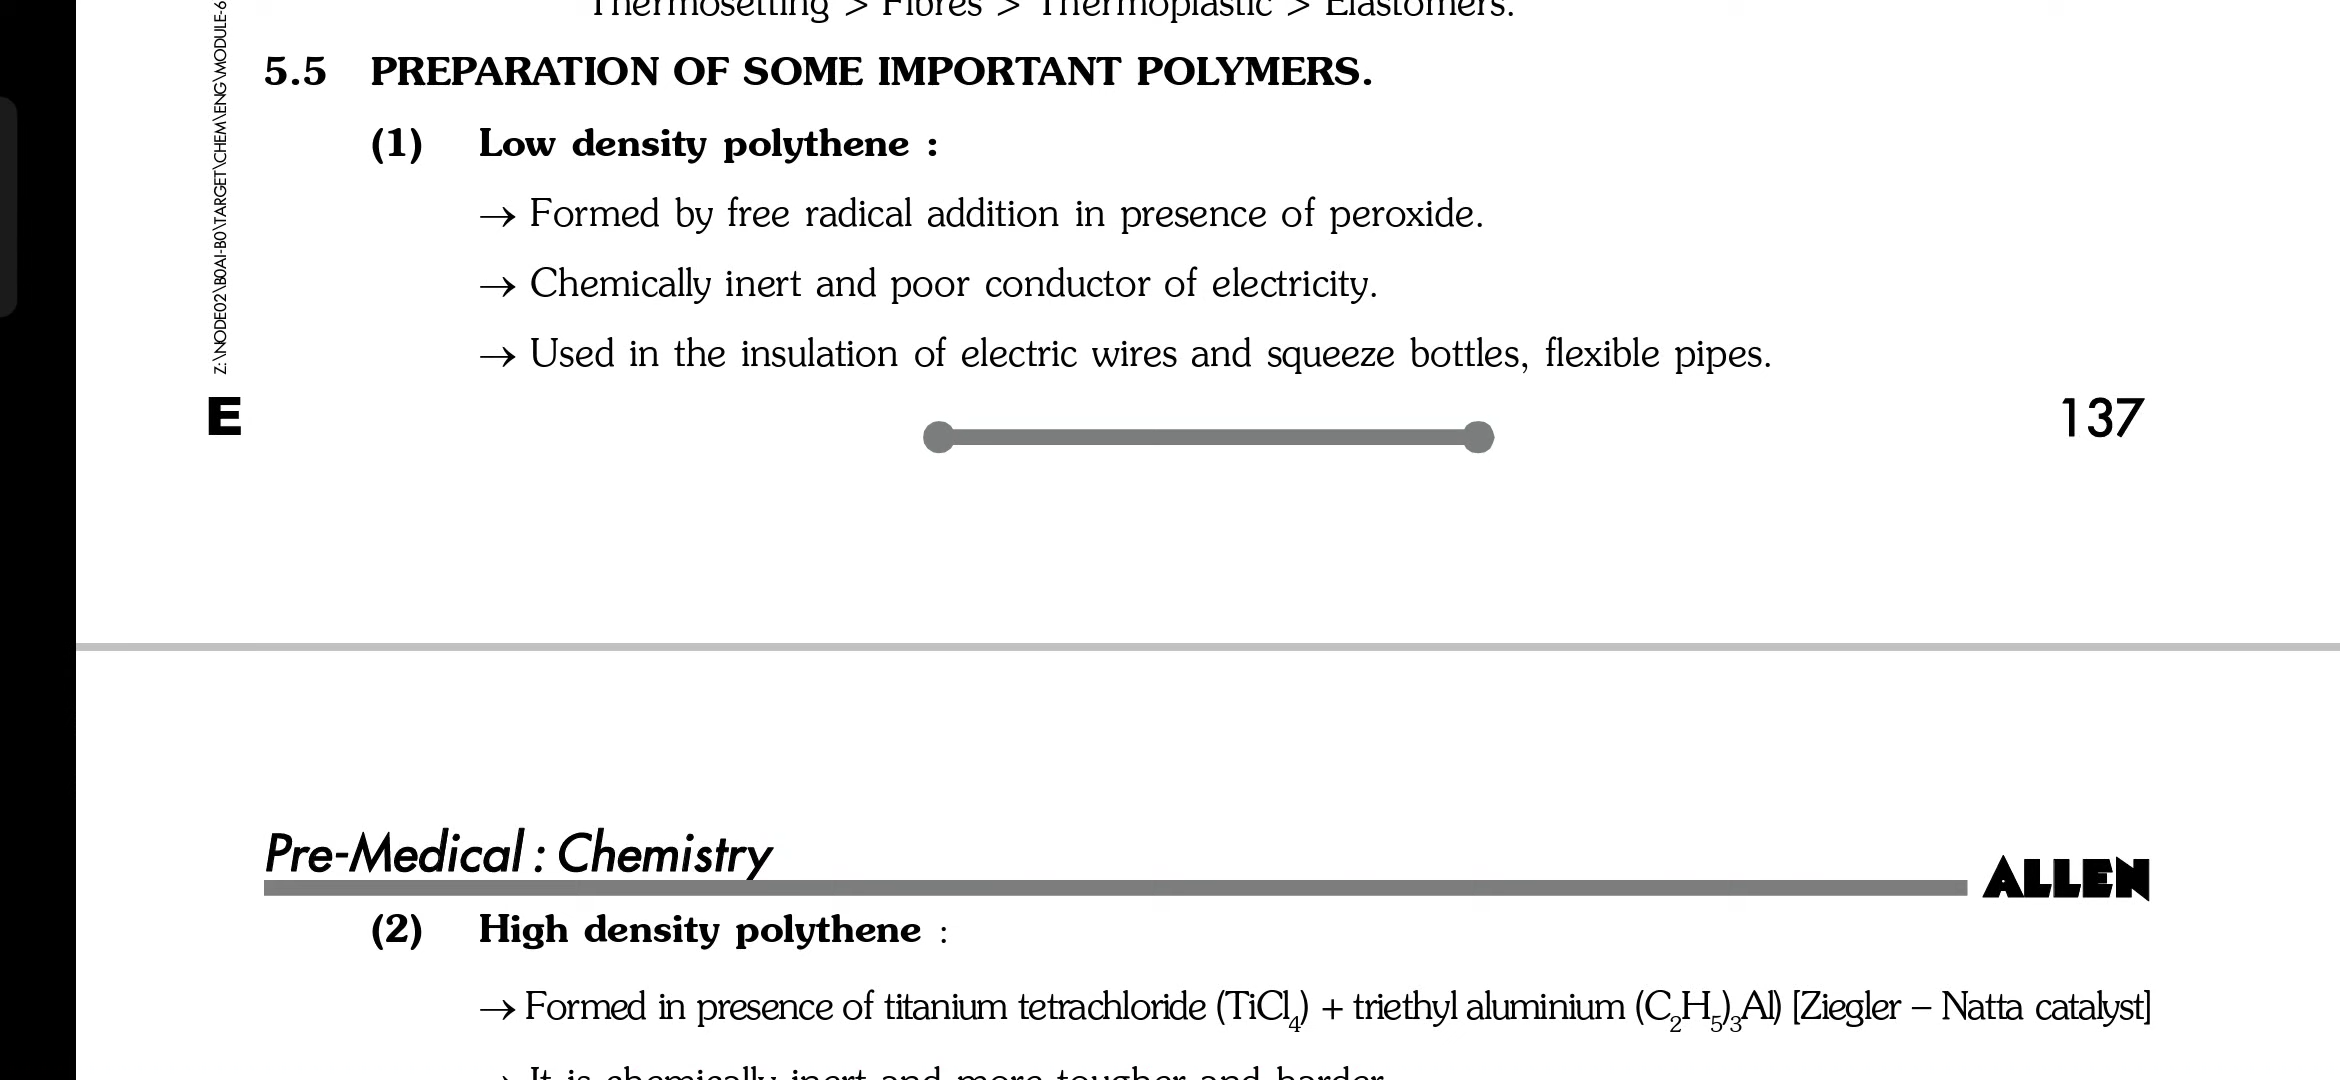 Thermosetting > Fibres > Thermoplastic > Elastomers.
5.5 PREPARATION OF SOME IMPORTANT POLYMERS.
(1) Low density polythene :
→ Formed by free radical addition in presence of peroxide.
→ Chemically inert and poor conductor of electricity.
→ Used in the insulation of electric wires and squeeze bottles, flexible pipes.
Z:\NODE02\B0AI-B0\TARGET\CHEM\ENG\MODULE-6
E
137
Pre-Medical : Chemistry
ALLEN
(2) High density polythene :
→ Formed in presence of titanium tetrachloride (TiCl₄) + triethyl aluminium (C₂H₅)₃Al) [Ziegler – Natta catalyst]
→ It is chemically inert and more tougher and harder